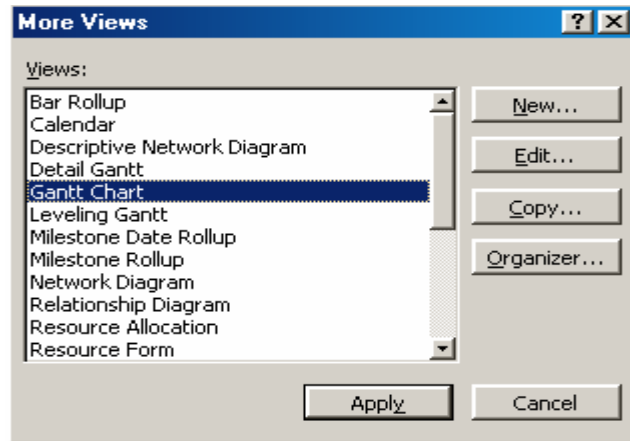 More Views
Views:
Bar Rollup
Calendar
Descriptive Network Diagram
Detail Gantt
Gantt Chart
Leveling Gantt
Milestone Date Rollup
Milestone Rollup
Network Diagram
Relationship Diagram
Resource Allocation
Resource Form
New...
Edit...
Copy...
Organizer...
Apply
Cancel